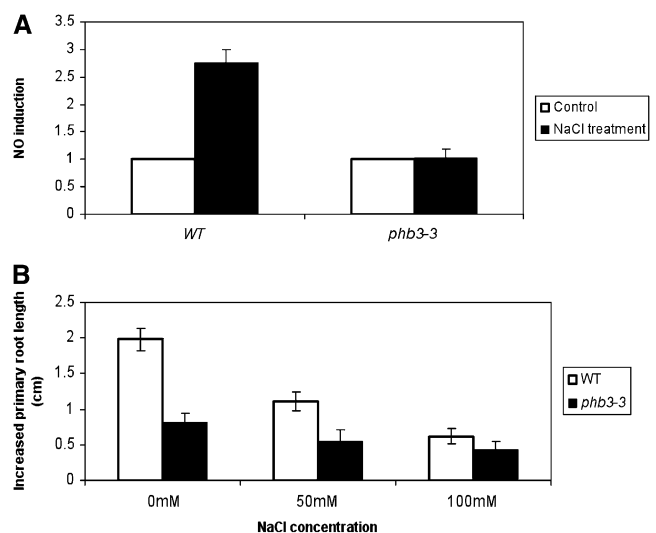 A
3.5
3
2.5
2
1.5
1
0.5
0
NO induction
WT
phb3-3
Control
NaCl treatment
B
2.5
2
1.5
1
0.5
0
Increased primary root length
(cm)
0mM
50mM
100mM
NaCl concentration
WT
phb3-3